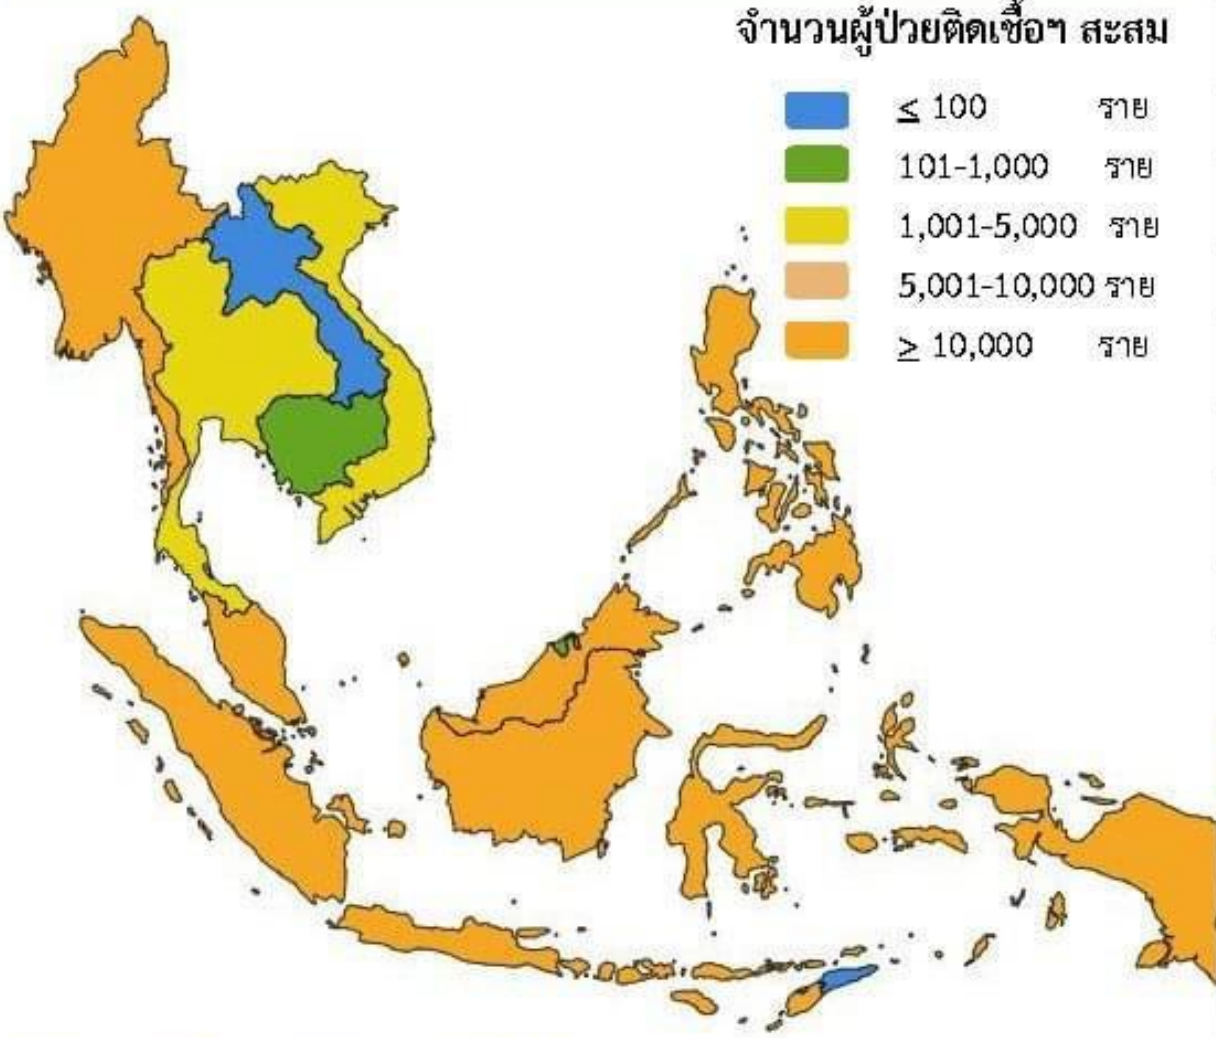 จำนวนผู้ป่วยติดเชื้อฯ สะสม
≤ 100 ราย
101-1,000 ราย
1,001-5,000 ราย
5,001-10,000 ราย
≥ 10,000 ราย